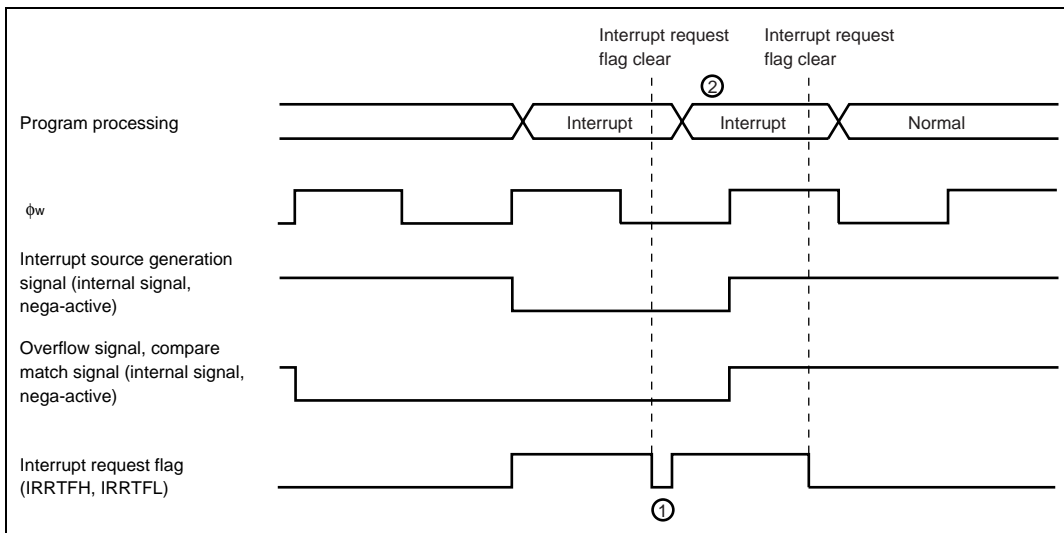 Interrupt request
flag clear
Interrupt request
flag clear
②
Program processing
Interrupt
Interrupt
Normal
ϕw
Interrupt source generation
signal (internal signal,
nega-active)
Overflow signal, compare
match signal (internal signal,
nega-active)
Interrupt request flag
(IRRTFH, IRRTFL)
①